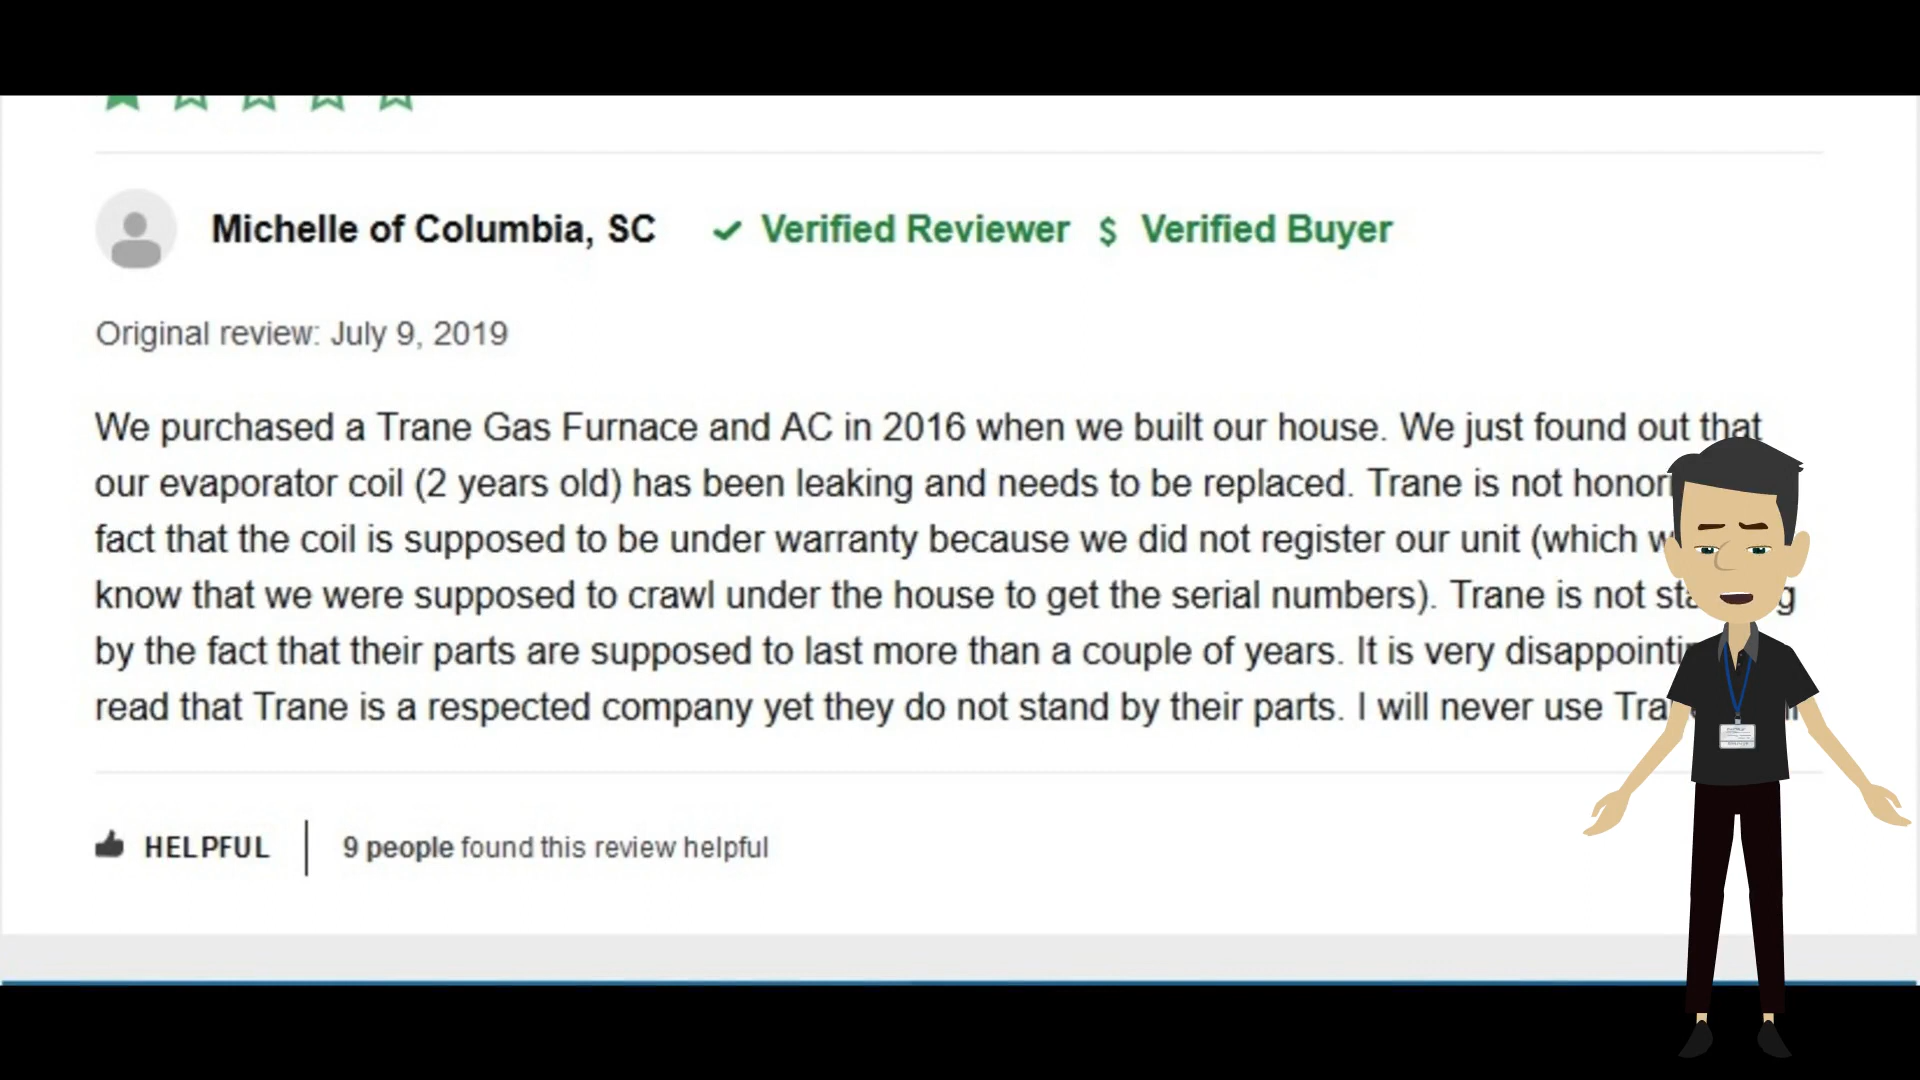 Michelle of Columbia, SC Verified Reviewer $ Verified Buyer
Original review: July 9, 2019
We purchased a Trane Gas Furnace and AC in 2016 when we built our house. We just found out that
our evaporator coil (2 years old) has been leaking and needs to be replaced. Trane is not
fact that the coil is supposed to be under warranty because we did not register our unit (which
know that we were supposed to crawl under the house to get the serial numbers). Trane is not
by the fact that their parts are supposed to last more than a couple of years. It is very
read that Trane is a respected company yet they do not stand by their parts. I will never use
HELPFUL 9 people found this review helpful